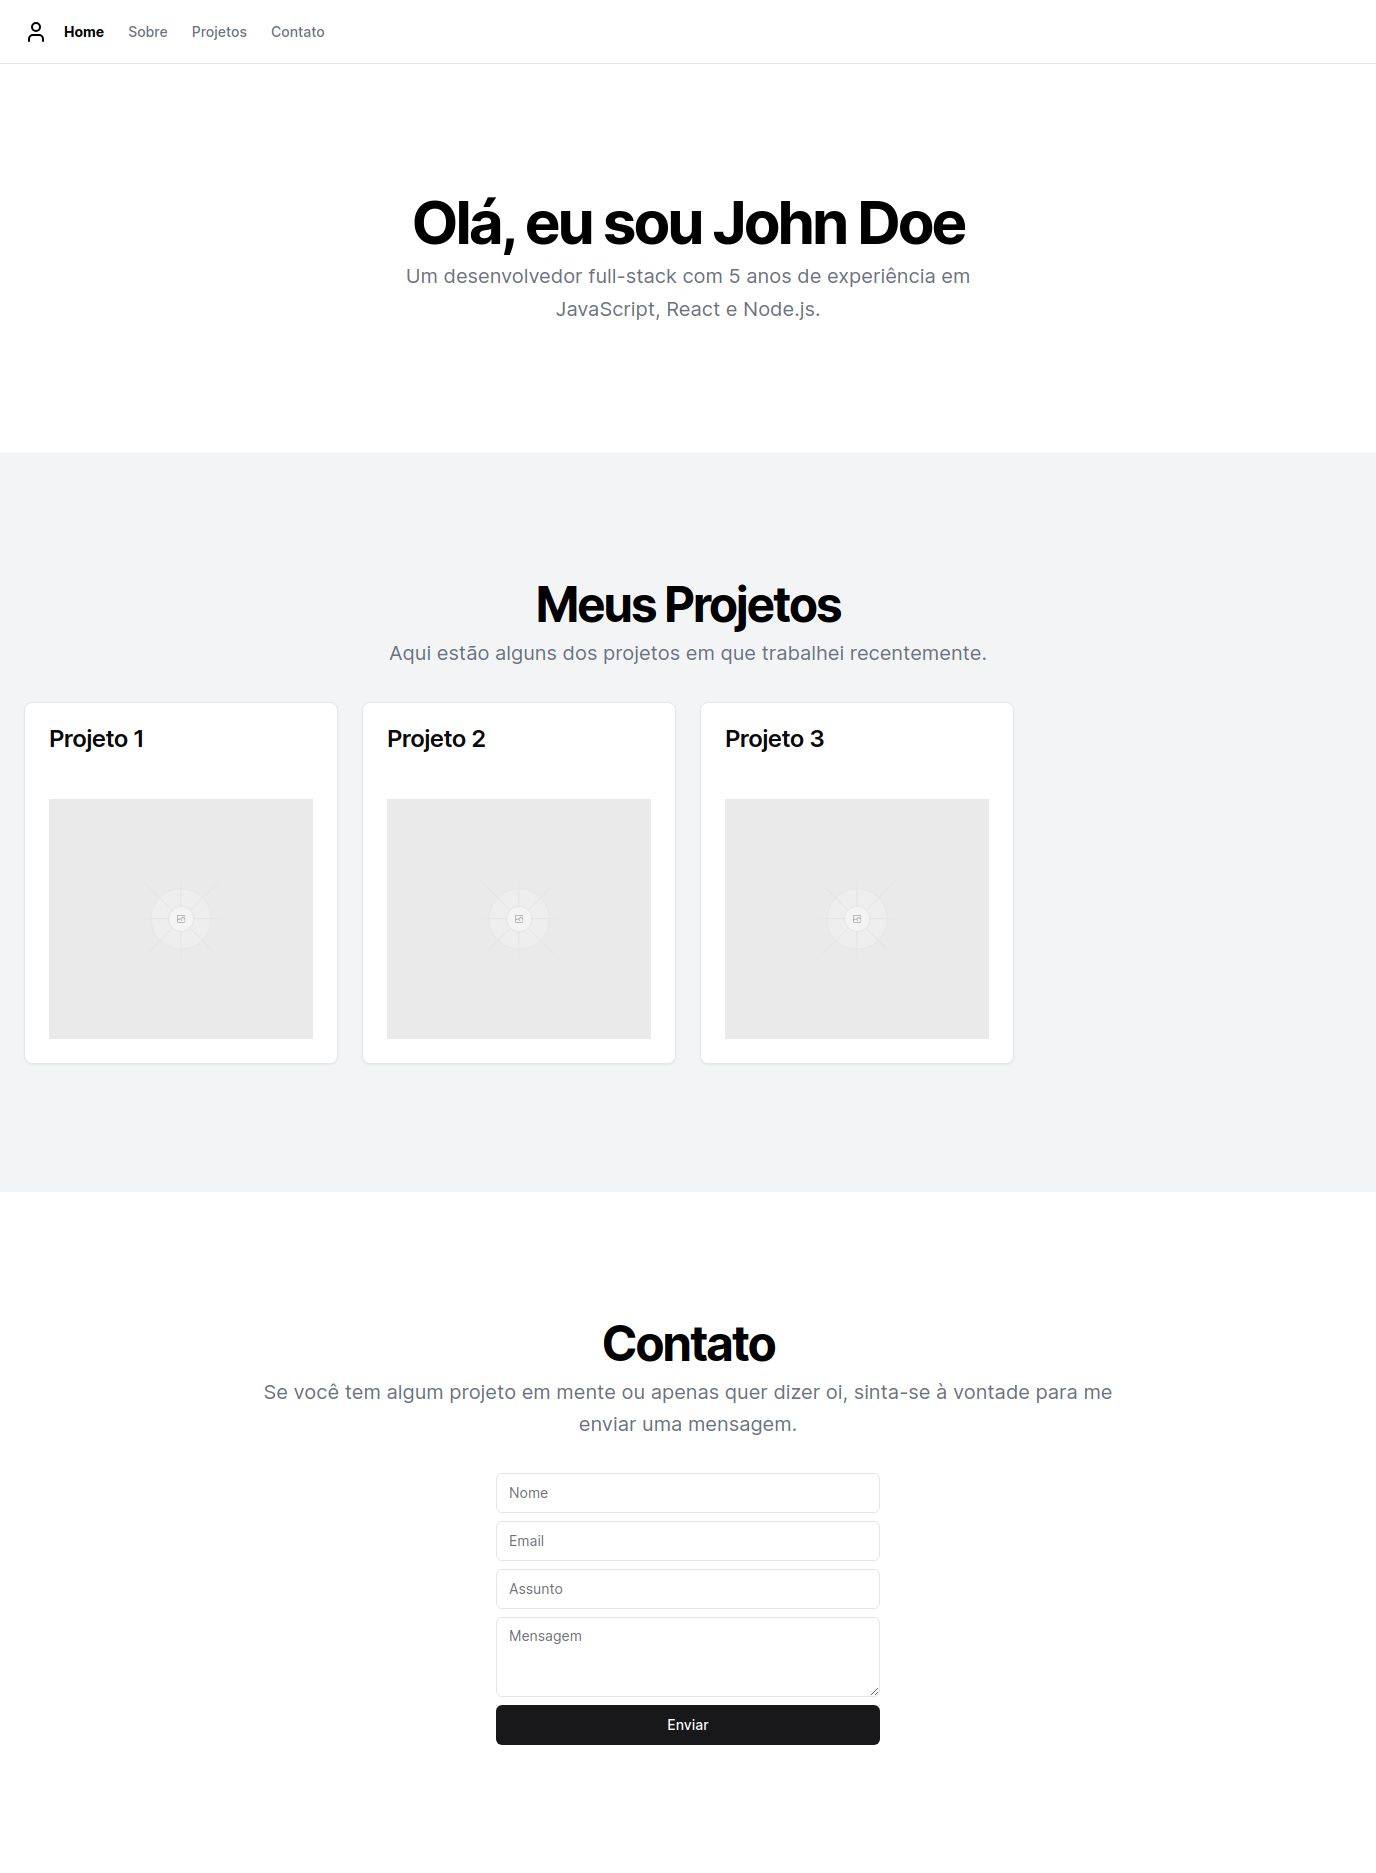 Home Sobre Projetos Contato
Olá, eu sou John Doe
Um desenvolvedor full-stack com 5 anos de experiência em
JavaScript, React e Node.js.
Meus Projetos
Aqui estão alguns dos projetos em que trabalhei recentemente.
Projeto 1
Projeto 2
Projeto 3
Contato
Se você tem algum projeto em mente ou apenas quer dizer oi, sinta-se à vontade para me
enviar uma mensagem.
Nome
Email
Assunto
Mensagem
Enviar